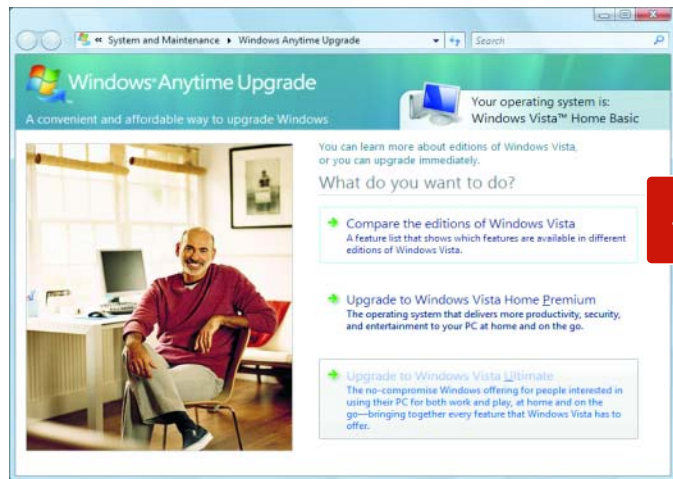 « System and Maintenance ▸ Windows Anytime Upgrade
Search
Windows® Anytime Upgrade
A convenient and affordable way to upgrade Windows
Your operating system is:
Windows Vista™ Home Basic
You can learn more about editions of Windows Vista,
or you can upgrade immediately.
What do you want to do?
Compare the editions of Windows Vista
A feature list that shows which features are available in different
editions of Windows Vista.
Upgrade to Windows Vista Home Premium
The operating system that delivers more productivity, security,
and entertainment to your PC at home and on the go.
Upgrade to Windows Vista Ultimate
The no-compromise Windows offering for people interested in
using their PC for both work and play, at home and on the
go—bringing together every feature that Windows Vista has to
offer.